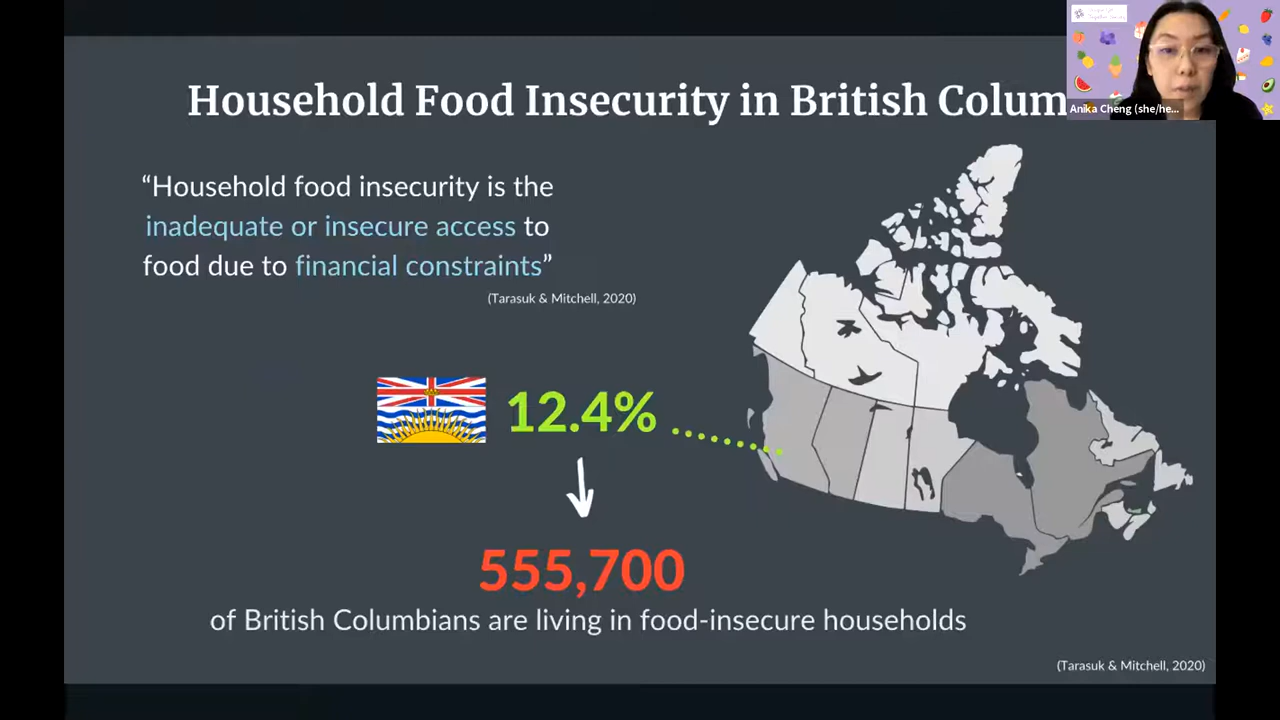 Household Food Insecurity in British Colum
Anika Cheng (she/he...
“Household food insecurity is the
inadequate or insecure access to
food due to financial constraints”
(Tarasuk & Mitchell, 2020)
12.4%
555,700
of British Columbians are living in food-insecure households
(Tarasuk & Mitchell, 2020)